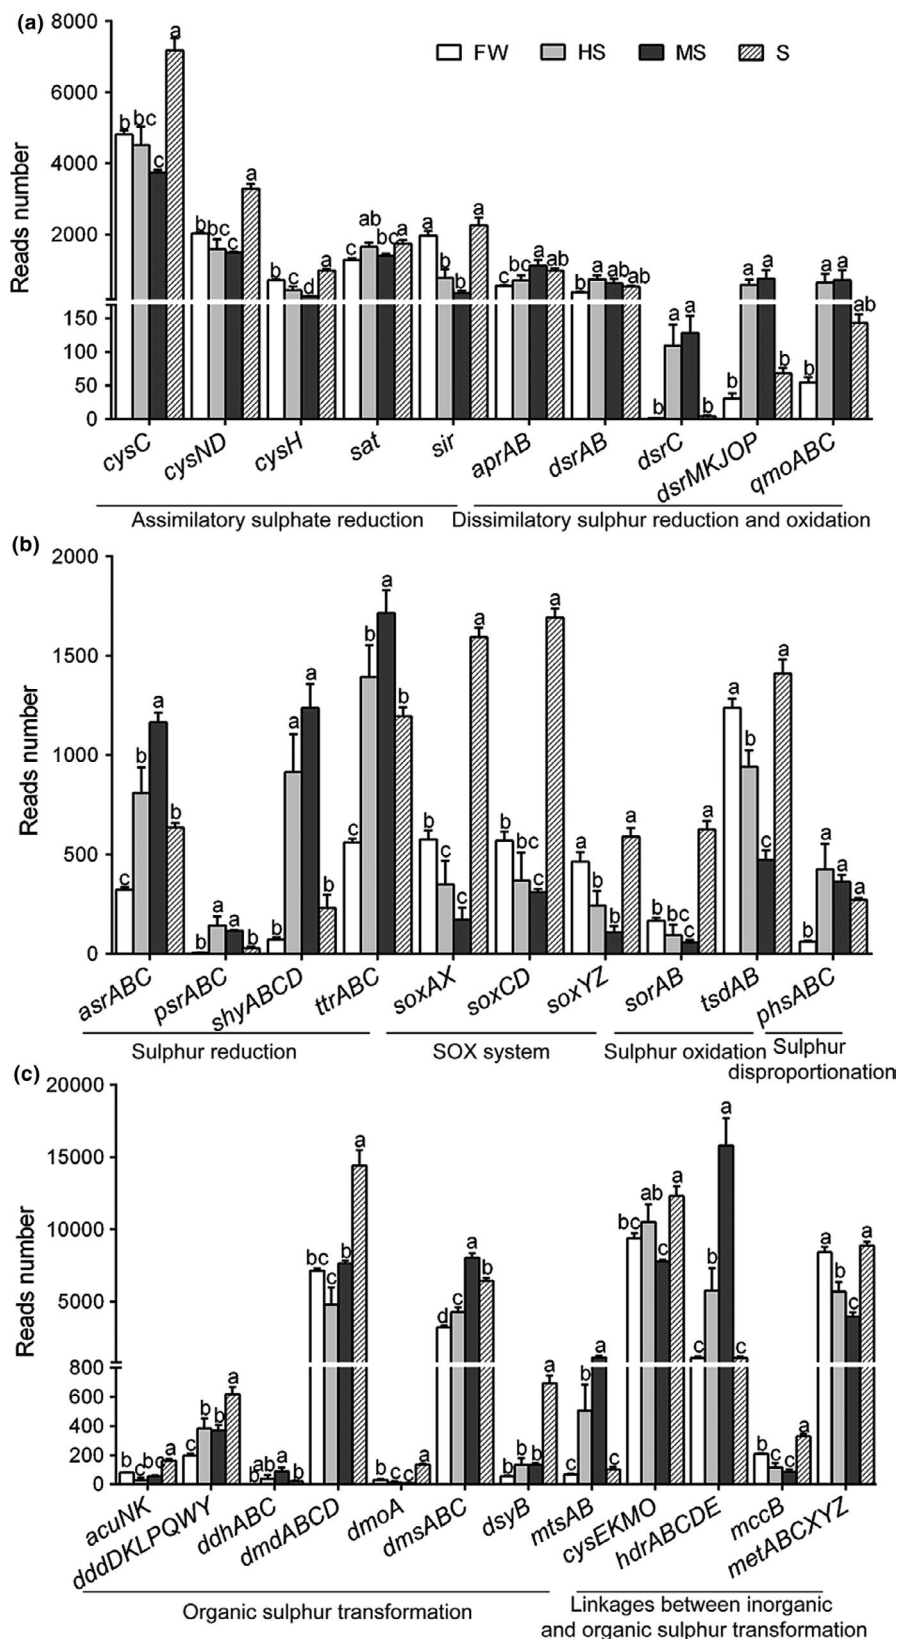 (a)
8000
6000
4000
2000
150
100
50
0
Reads number
FW HS MS S
b bc c a
b bc c a
b c d a
c ab bc a
a b b a
c bc a ab
b a ab ab
b a a b
b a a b
b a a ab
cysC cysND cysH sat sir aprAB dsrAB dsrC dsrMKJOP qmoABC
Assimilatory sulphate reduction Dissimilatory sulphur reduction and oxidation
(b)
2000
1500
1000
500
0
Reads number
c b a b
b a a b
b a a b
c b a b
b c c a
b bc c a
a b b a
b bc c a
a b c a
b a a a
asrABC psrABC shyABCD ttrABC soxAX soxCD soxYZ sorAB tsdAB phsABC
Sulphur reduction SOX system Sulphur oxidation Sulphur
disproportionation
(c)
20000
15000
10000
5000
800
600
400
200
0
Reads number
b c bc a
c b b a
b ab a b
bc c b a
b c c a
d c a b
c b b a
c b a c
bc ab c a
c b a c
b c c a
a b c a
acuNK dddDKLPQWY ddhABC dmdABCD dmoA dmsABC dsyB mtsAB cysEKMO hdrABCDE mccB metABCXYZ
Organic sulphur transformation Linkages between inorganic
and organic sulphur transformation